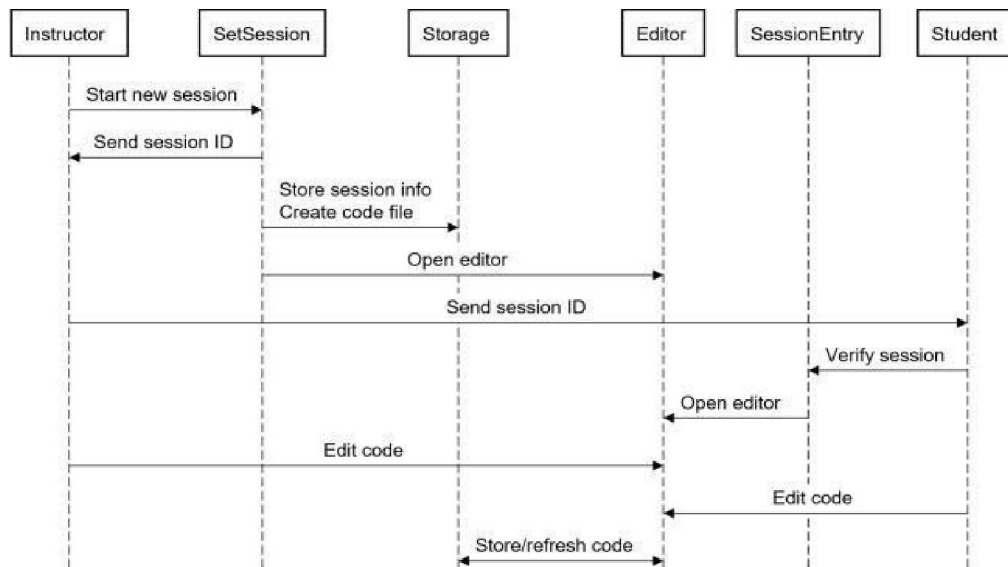 Instructor
SetSession
Storage
Editor
SessionEntry
Student
Start new session
Send session ID
Store session info
Create code file
Open editor
Send session ID
Verify session
Open editor
Edit code
Edit code
Store/refresh code